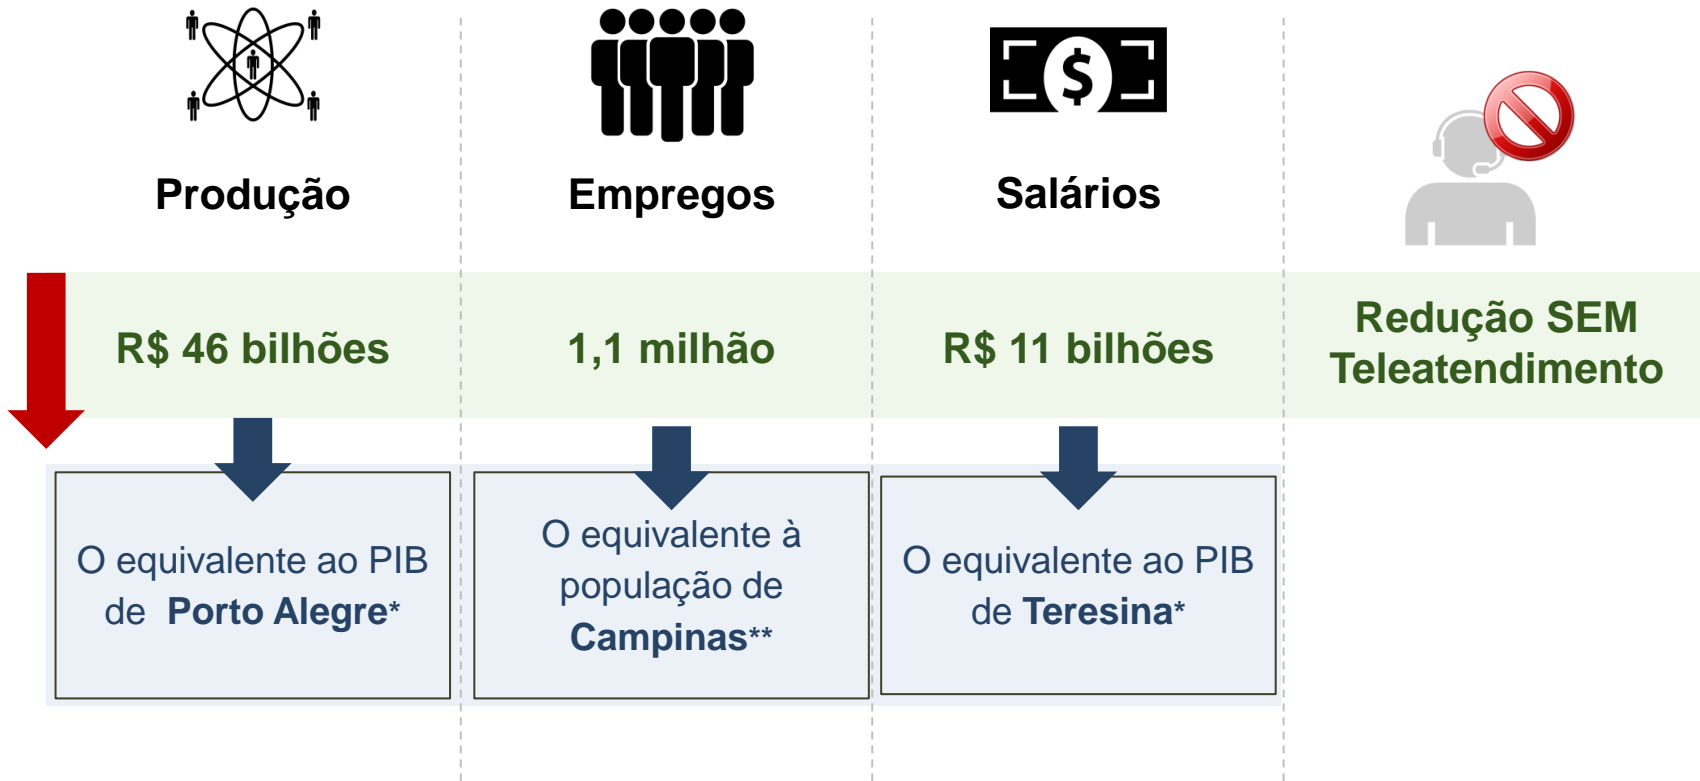 Produção
Empregos
Salários
R$ 46 bilhões
1,1 milhão
R$ 11 bilhões
Redução SEM
Teleatendimento
O equivalente ao PIB
de Porto Alegre*
O equivalente à
população de
Campinas**
O equivalente ao PIB
de Teresina*